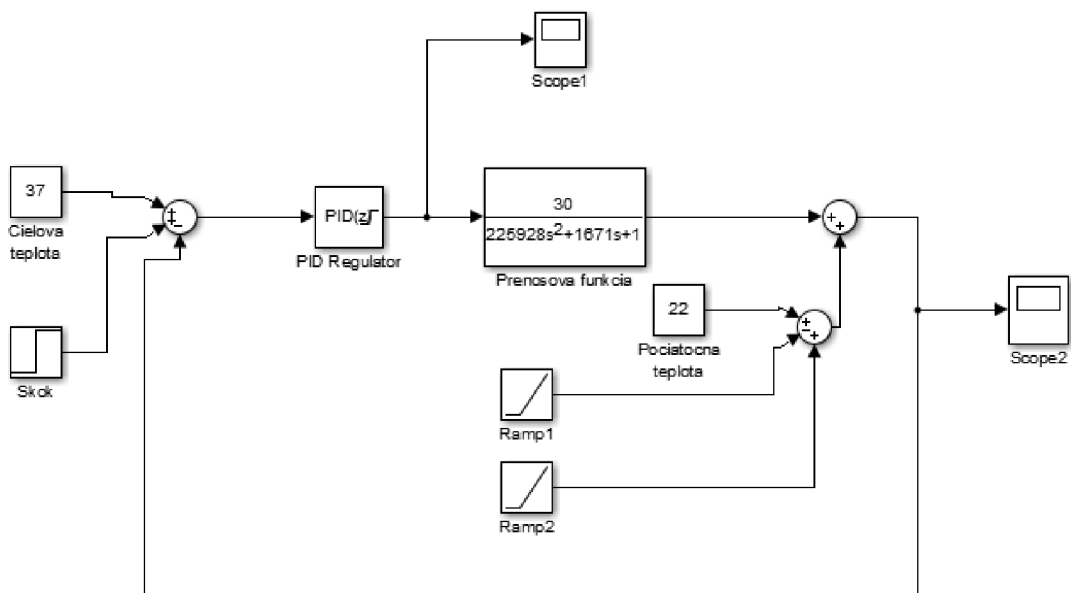 Scope1
37
Cielova
teplota
PID(z)
PID Regulator
30
225928s²+1671s+1
Prenosova funkcia
22
Pociatocna
teplota
Skok
Scope2
Ramp1
Ramp2